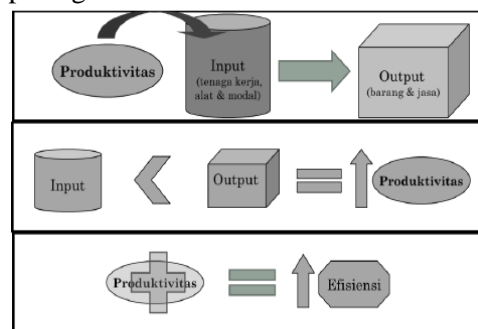 Produktivitas
Input
(tenaga kerja,
alat & modal)
Output
(barang & jasa)
Input
<
Output
=
Produktivitas
Produktivitas
=
Efisiensi